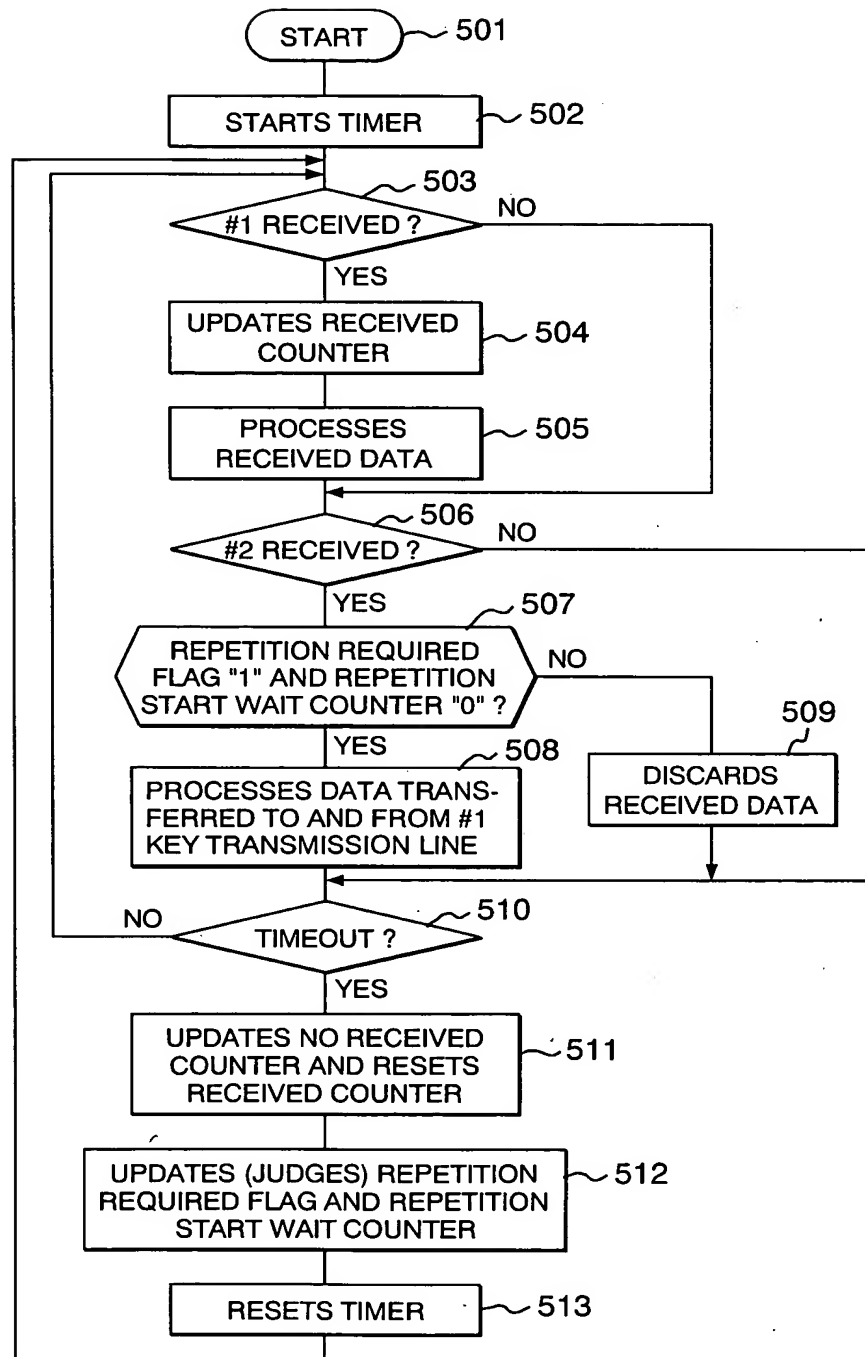 START
501
STARTS TIMER
502
503
#1 RECEIVED ?
NO
YES
UPDATES RECEIVED
COUNTER
504
PROCESSES
RECEIVED DATA
505
506
#2 RECEIVED ?
NO
YES
507
REPETITION REQUIRED
FLAG "1" AND REPETITION
START WAIT COUNTER "0" ?
NO
YES
508
PROCESSES DATA TRANS-
FERRED TO AND FROM #1
KEY TRANSMISSION LINE
509
DISCARDS
RECEIVED DATA
510
TIMEOUT ?
NO
YES
UPDATES NO RECEIVED
COUNTER AND RESETS
RECEIVED COUNTER
511
UPDATES (JUDGES) REPETITION
REQUIRED FLAG AND REPETITION
START WAIT COUNTER
512
RESETS TIMER
513